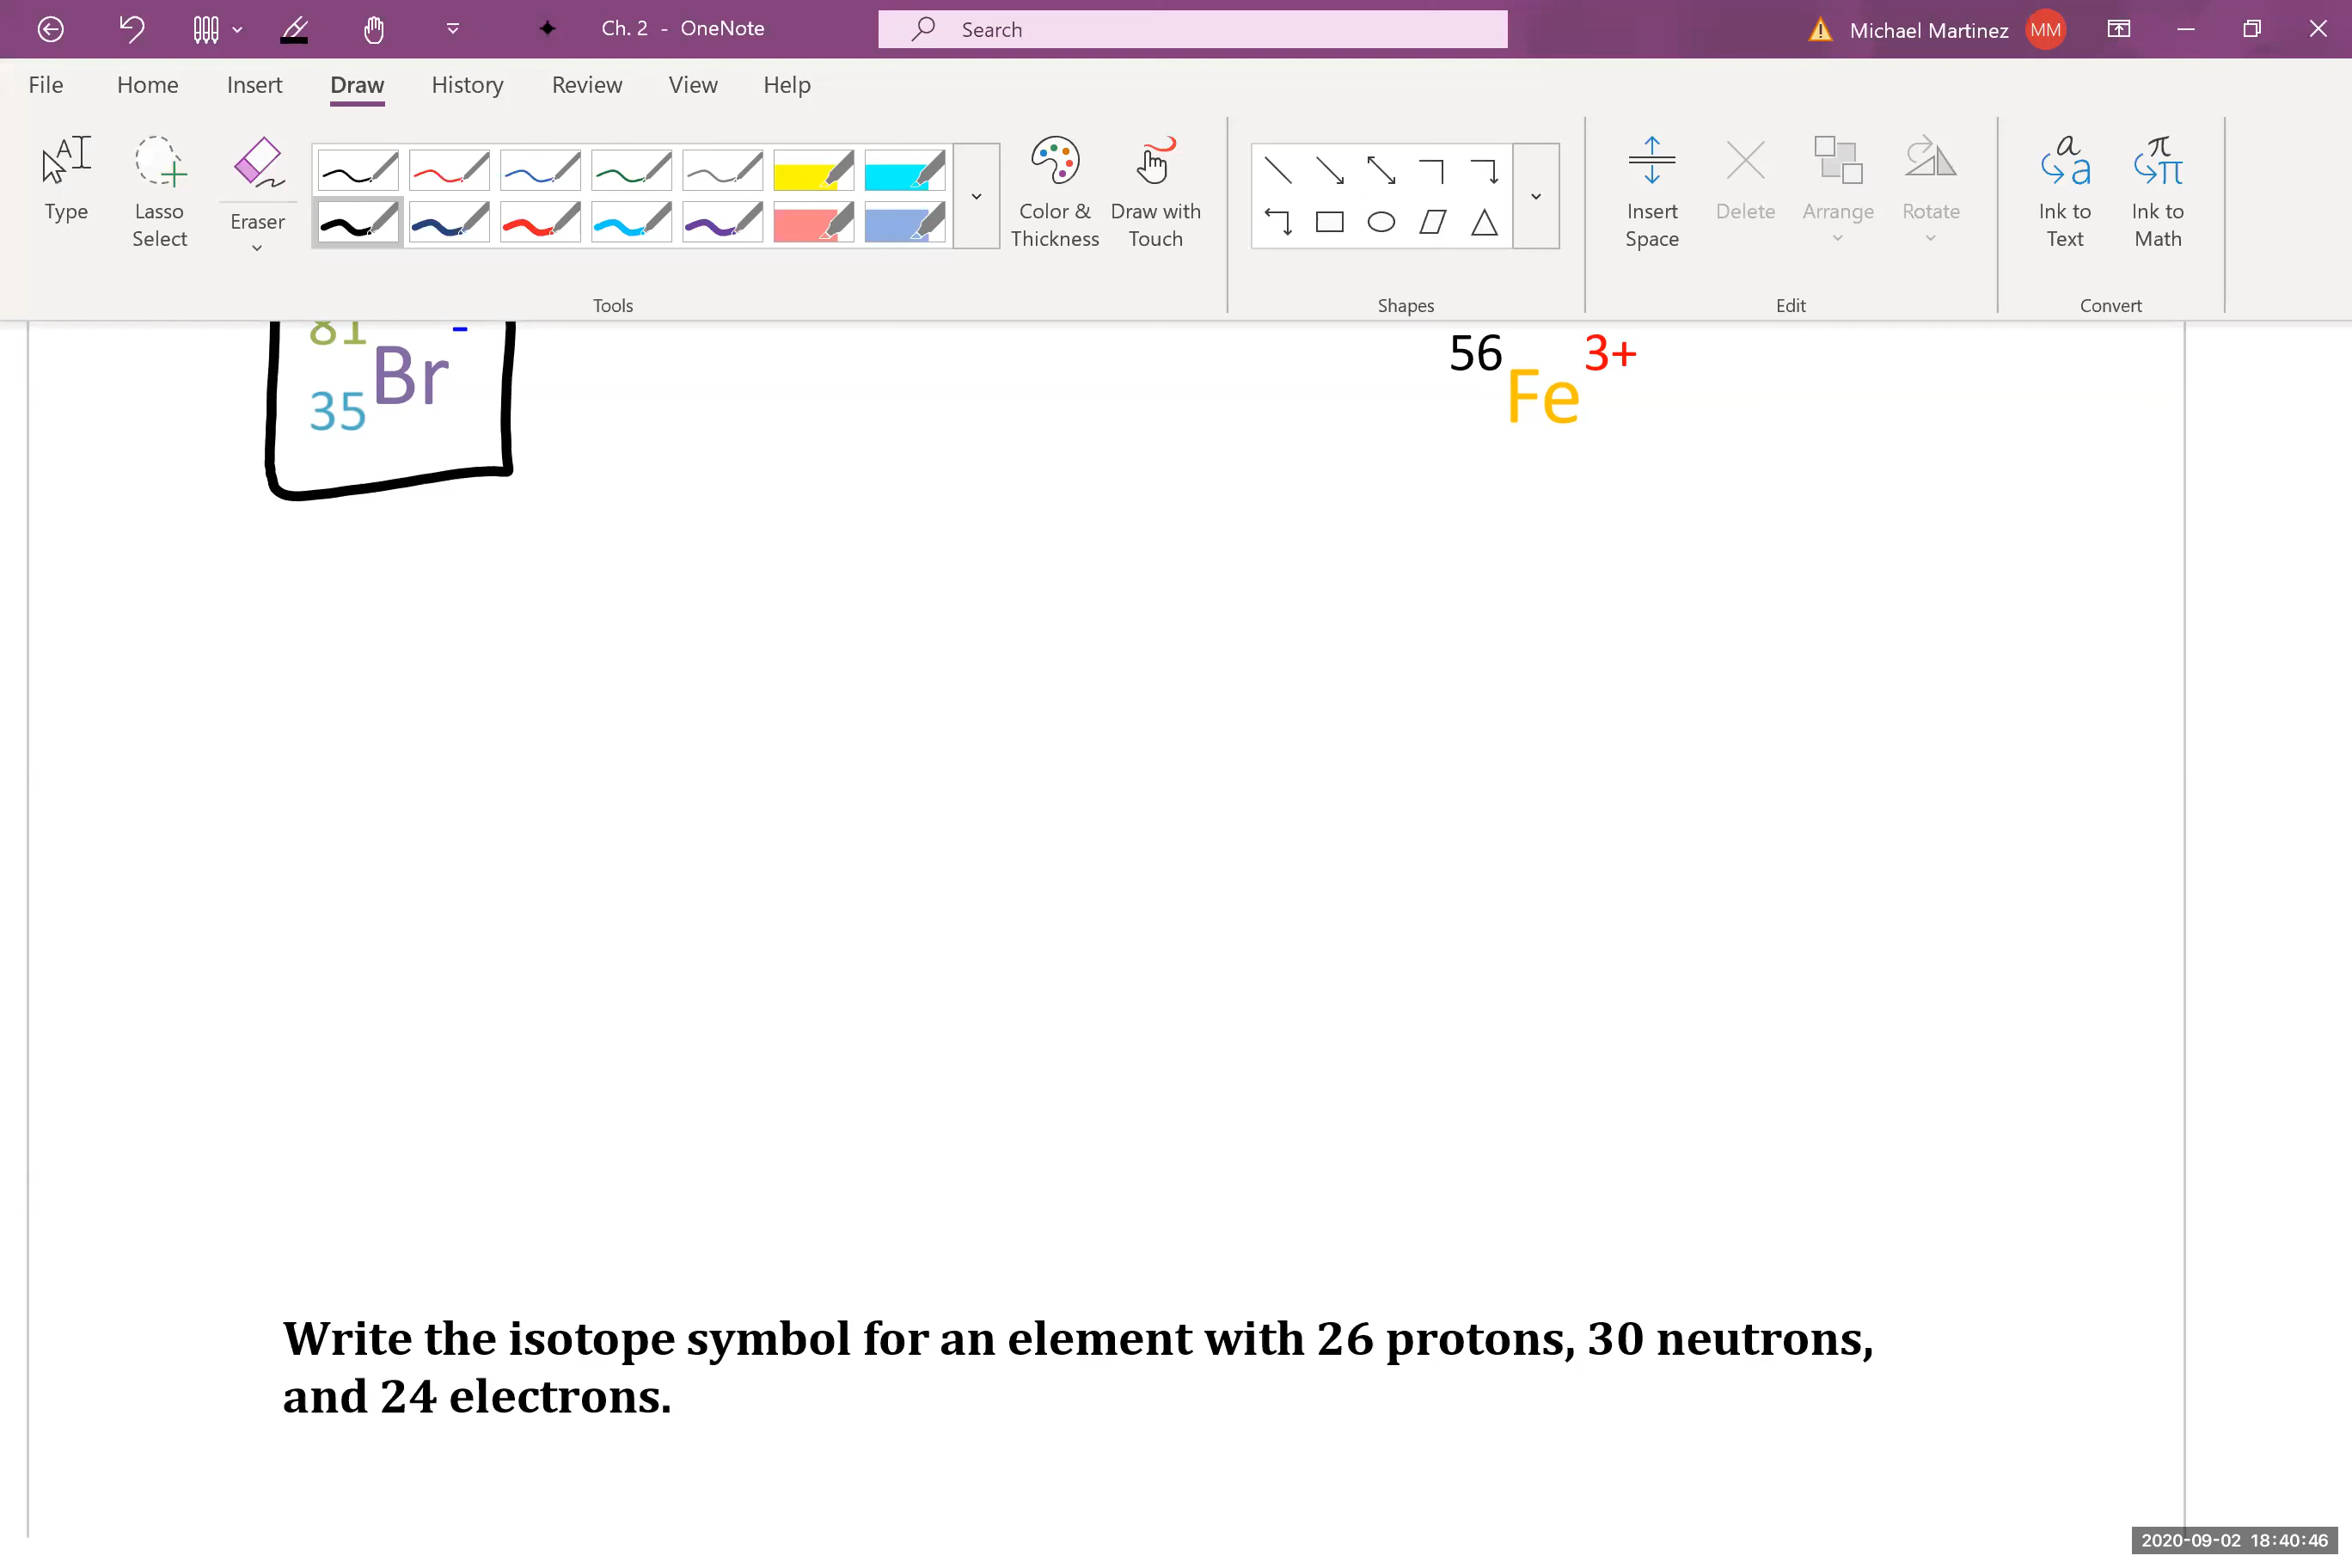 Ch. 2 - OneNote
Search
Michael Martinez
MM
File Home Insert Draw History Review View Help
Type
Lasso Select
Eraser
Color & Thickness
Draw with Touch
Insert Space
Delete
Arrange
Rotate
Ink to Text
Ink to Math
Tools
Shapes
Edit
Convert
81
-
Br
35
56
3+
Fe
Write the isotope symbol for an element with 26 protons, 30 neutrons,
and 24 electrons.
2020-09-02 18:40:46